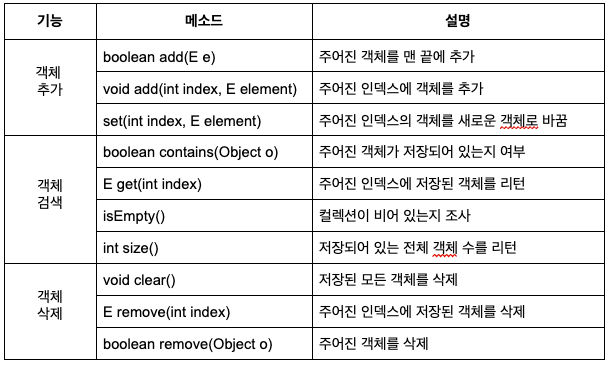 기능 메소드 설명
객체 추가 boolean add(E e) 주어진 객체를 맨 끝에 추가
void add(int index, E element) 주어진 인덱스에 객체를 추가
set(int index, E element) 주어진 인덱스의 객체를 새로운 객체로 바꿈
객체 검색 boolean contains(Object o) 주어진 객체가 저장되어 있는지 여부
E get(int index) 주어진 인덱스에 저장된 객체를 리턴
isEmpty() 컬렉션이 비어 있는지 조사
int size() 저장되어 있는 전체 객체 수를 리턴
객체 삭제 void clear() 저장된 모든 객체를 삭제
E remove(int index) 주어진 인덱스에 저장된 객체를 삭제
boolean remove(Object o) 주어진 객체를 삭제